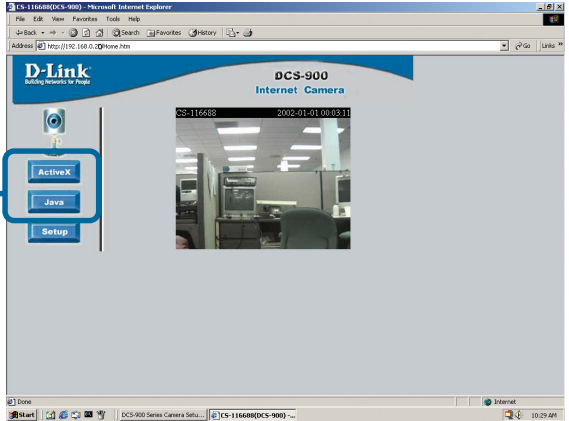 CS-116688(DCS-900) - Microsoft Internet Explorer
File Edit View Favorites Tools Help
Back Search Favorites History
Address http://192.168.0.20/Home.htm Go Links »
D-Link
Building Networks for People
DCS-900
Internet Camera
CS-116688 2002-01-01 00:03:11
ActiveX
Java
Setup
Done Internet
Start DCS-900 Series Camera Setu... CS-116688(DCS-900) -... 10:29 AM